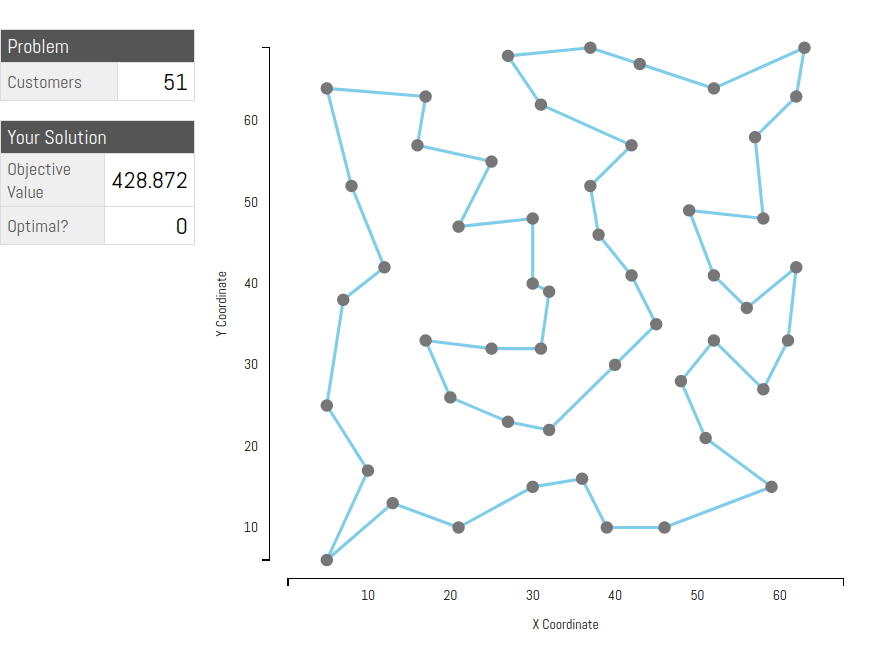 Problem
Customers 51
Your Solution
Objective
Value 428.872
Optimal? 0
60
50
40
30
20
10
Y Coordinate
10 20 30 40 50 60
X Coordinate